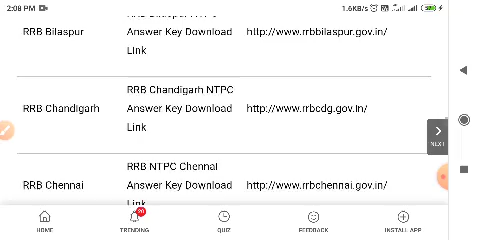 2:08 PM
1.6KB/s
RRB Bilaspur
Answer Key Download
Link
http://www.rrbbilaspur.gov.in/
RRB Chandigarh
RRB Chandigarh NTPC
Answer Key Download
Link
http://www.rrbcdg.gov.in/
NEXT
RRB Chennai
RRB NTPC Chennai
Answer Key Download
Link
http://www.rrbchennai.gov.in/
20
HOME
TRENDING
QUIZ
FEEDBACK
INSTALL APP